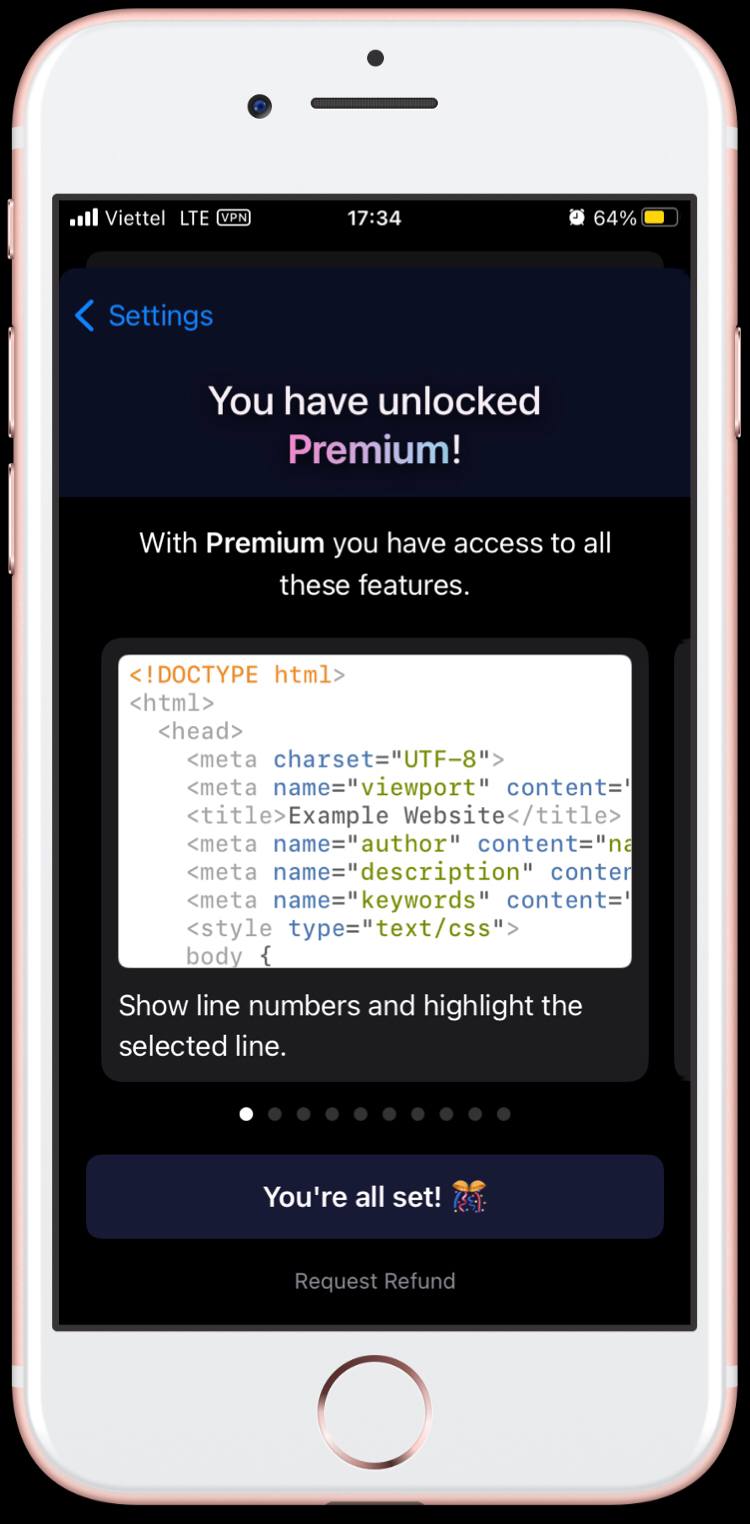 Viettel LTE VPN 17:34 64%
Settings
You have unlocked
Premium!
With Premium you have access to all
these features.
<!DOCTYPE html>
<html>
<head>
<meta charset="UTF-8">
<meta name="viewport" content="
<title>Example Website</title>
<meta name="author" content="na
<meta name="description" conten
<meta name="keywords" content="
<style type="text/css">
body {
Show line numbers and highlight the
selected line.
You're all set! 🎊
Request Refund